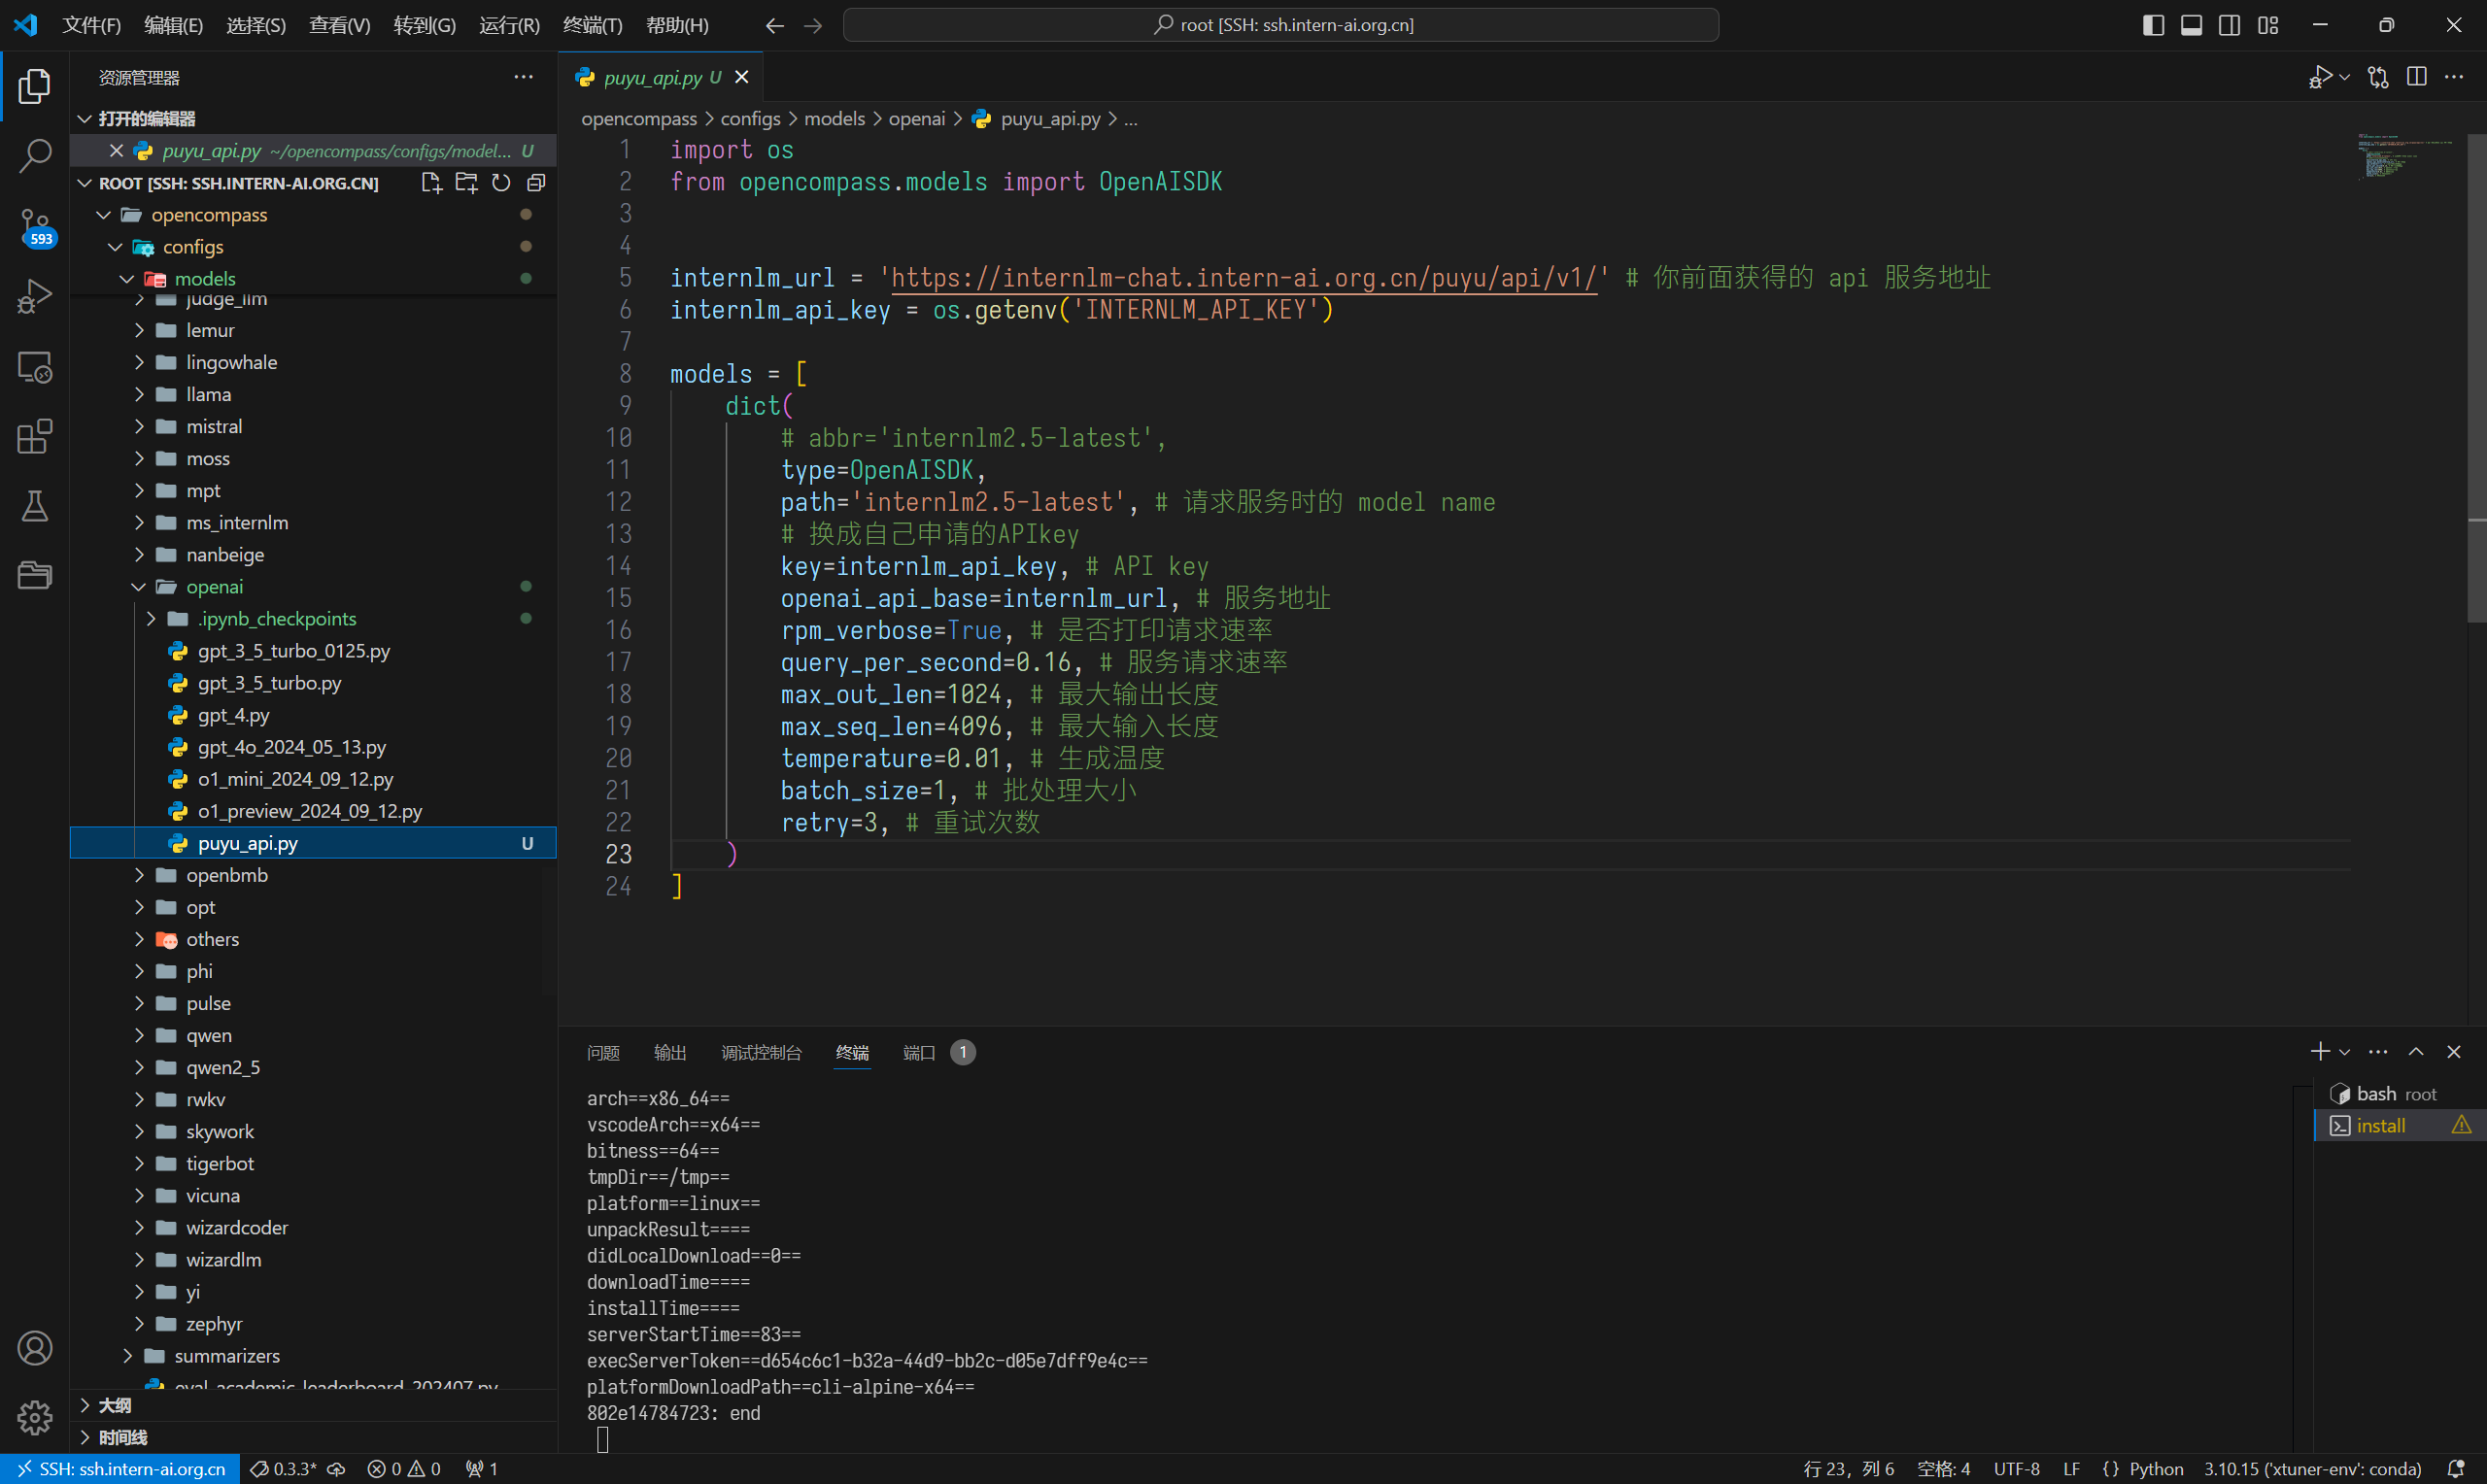 文件(F) 编辑(E) 选择(S) 查看(V) 转到(G) 运行(R) 终端(T) 帮助(H) root [SSH: ssh.intern-ai.org.cn]
资源管理器
打开的编辑器
puyu_api.py ~/opencompass/configs/model... U
ROOT [SSH: SSH.INTERN-AI.ORG.CN]
opencompass
configs
models
judge_llm
lemur
lingowhale
llama
mistral
moss
mpt
ms_internlm
nanbeige
openai
.ipynb_checkpoints
gpt_3_5_turbo_0125.py
gpt_3_5_turbo.py
gpt_4.py
gpt_4o_2024_05_13.py
o1_mini_2024_09_12.py
o1_preview_2024_09_12.py
puyu_api.py U
openbmb
opt
others
phi
pulse
qwen
qwen2_5
rwkv
skywork
tigerbot
vicuna
wizardcoder
wizardlm
yi
zephyr
summarizers
eval_academic_leaderboard_202407.py
大纲
时间线
593
puyu_api.py U
opencompass > configs > models > openai > puyu_api.py > ...
1 import os
2 from opencompass.models import OpenAISDK
3
4
5 internlm_url = 'https://internlm-chat.intern-ai.org.cn/puyu/api/v1/' # 你前面获得的 api 服务地址
6 internlm_api_key = os.getenv('INTERNLM_API_KEY')
7
8 models = [
9 dict(
10 # abbr='internlm2.5-latest',
11 type=OpenAISDK,
12 path='internlm2.5-latest', # 请求服务时的 model name
13 # 换成自己申请的APIkey
14 key=internlm_api_key, # API key
15 openai_api_base=internlm_url, # 服务地址
16 rpm_verbose=True, # 是否打印请求速率
17 query_per_second=0.16, # 服务请求速率
18 max_out_len=1024, # 最大输出长度
19 max_seq_len=4096, # 最大输入长度
20 temperature=0.01, # 生成温度
21 batch_size=1, # 批处理大小
22 retry=3, # 重试次数
23 )
24 ]
问题 输出 调试控制台 终端 端口 1
arch==x86_64==
vscodeArch==x64==
bitness==64==
tmpDir==/tmp==
platform==linux==
unpackResult====
didLocalDownload==0==
downloadTime====
installTime====
serverStartTime==83==
execServerToken==d654c6c1-b32a-44d9-bb2c-d05e7dff9e4c==
platformDownloadPath==cli-alpine-x64==
802e14784723: end
bash root
install
SSH: ssh.intern-ai.org.cn 0.3.3* 0 0 1 行 23，列 6 空格: 4 UTF-8 LF {} Python 3.10.15 ('xtuner-env': conda)